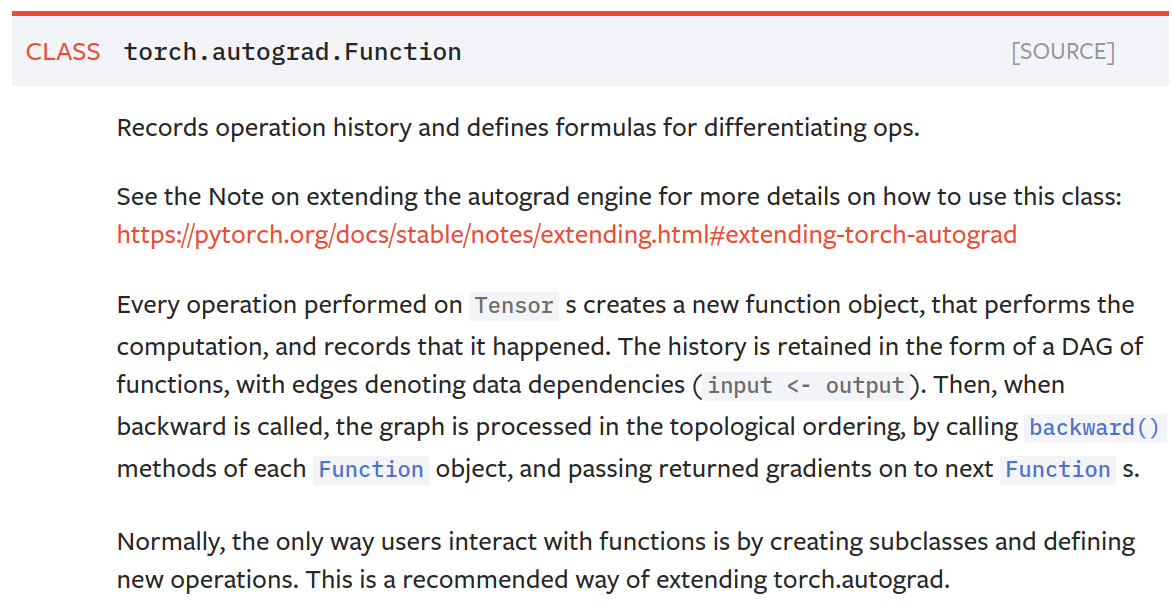 CLASS torch.autograd.Function [SOURCE]
Records operation history and defines formulas for differentiating ops.
See the Note on extending the autograd engine for more details on how to use this class:
https://pytorch.org/docs/stable/notes/extending.html#extending-torch-autograd
Every operation performed on Tensor s creates a new function object, that performs the
computation, and records that it happened. The history is retained in the form of a DAG of
functions, with edges denoting data dependencies (input <- output). Then, when
backward is called, the graph is processed in the topological ordering, by calling backward()
methods of each Function object, and passing returned gradients on to next Function s.
Normally, the only way users interact with functions is by creating subclasses and defining
new operations. This is a recommended way of extending torch.autograd.